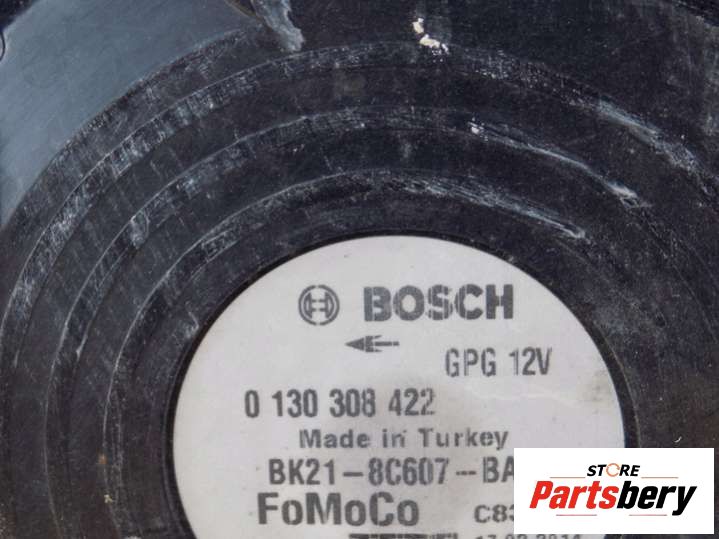 BOSCH
GPG 12V
0 130 308 422
Made in Turkey
BK21-8C607-BA
FoMoCo
STORE
Partsbery